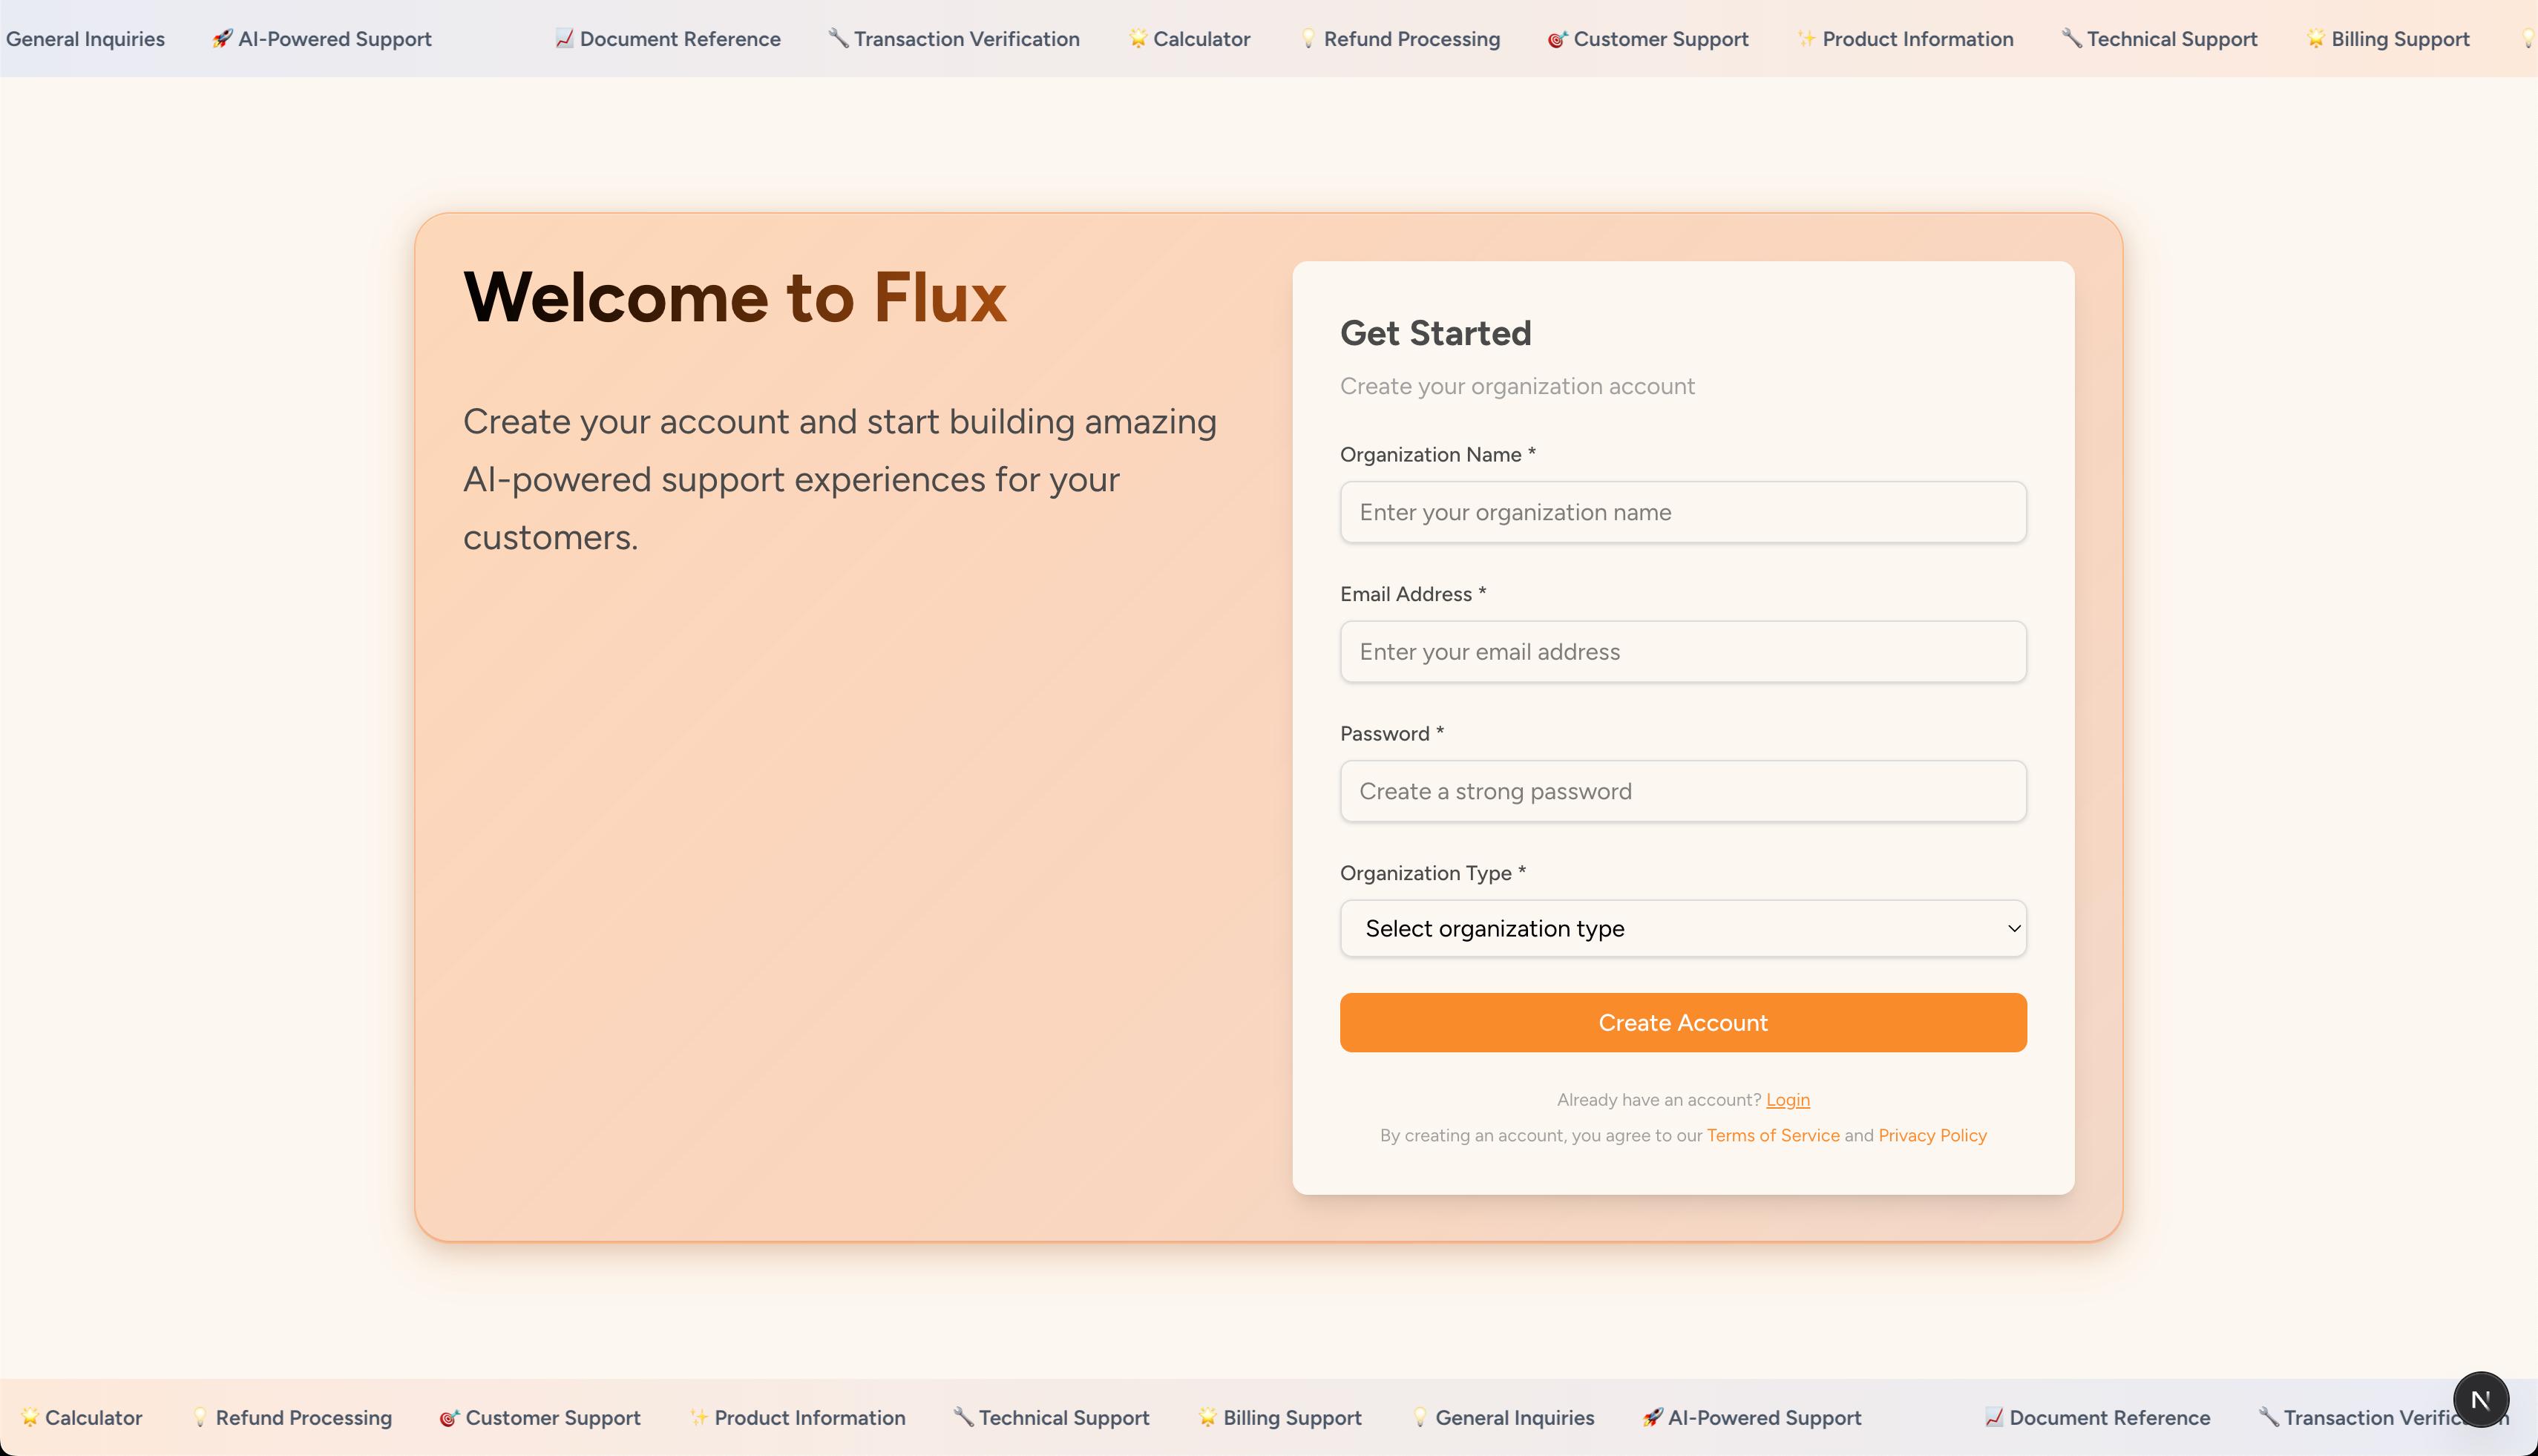 General Inquiries 🚀 AI-Powered Support 📈 Document Reference 🔧 Transaction Verification 🌟 Calculator 💡 Refund Processing 🎯 Customer Support ✨ Product Information 🔧 Technical Support 🌟 Billing Support 💡
Welcome to Flux
Create your account and start building amazing
AI-powered support experiences for your
customers.
Get Started
Create your organization account
Organization Name *
Enter your organization name
Email Address *
Enter your email address
Password *
Create a strong password
Organization Type *
Select organization type
Create Account
Already have an account? Login
By creating an account, you agree to our Terms of Service and Privacy Policy
🌟 Calculator 💡 Refund Processing 🎯 Customer Support ✨ Product Information 🔧 Technical Support 🌟 Billing Support 💡 General Inquiries 🚀 AI-Powered Support 📈 Document Reference 🔧 Transaction
N